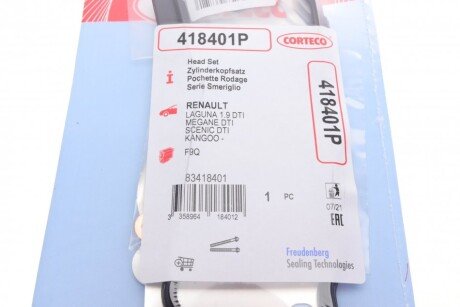 418401P
CORTECO
Head Set
Zylinderkopfsatz
Pochette Rodage
Serie Smeriglio
418401P
RENAULT
LAGUNA 1.9 DTI
MEGANE DTI
SCENIC DTI
KANGOO -
F9Q
83418401
3 358964 184012
1 PC
07/21
EAC
Freudenberg
Sealing Technologies